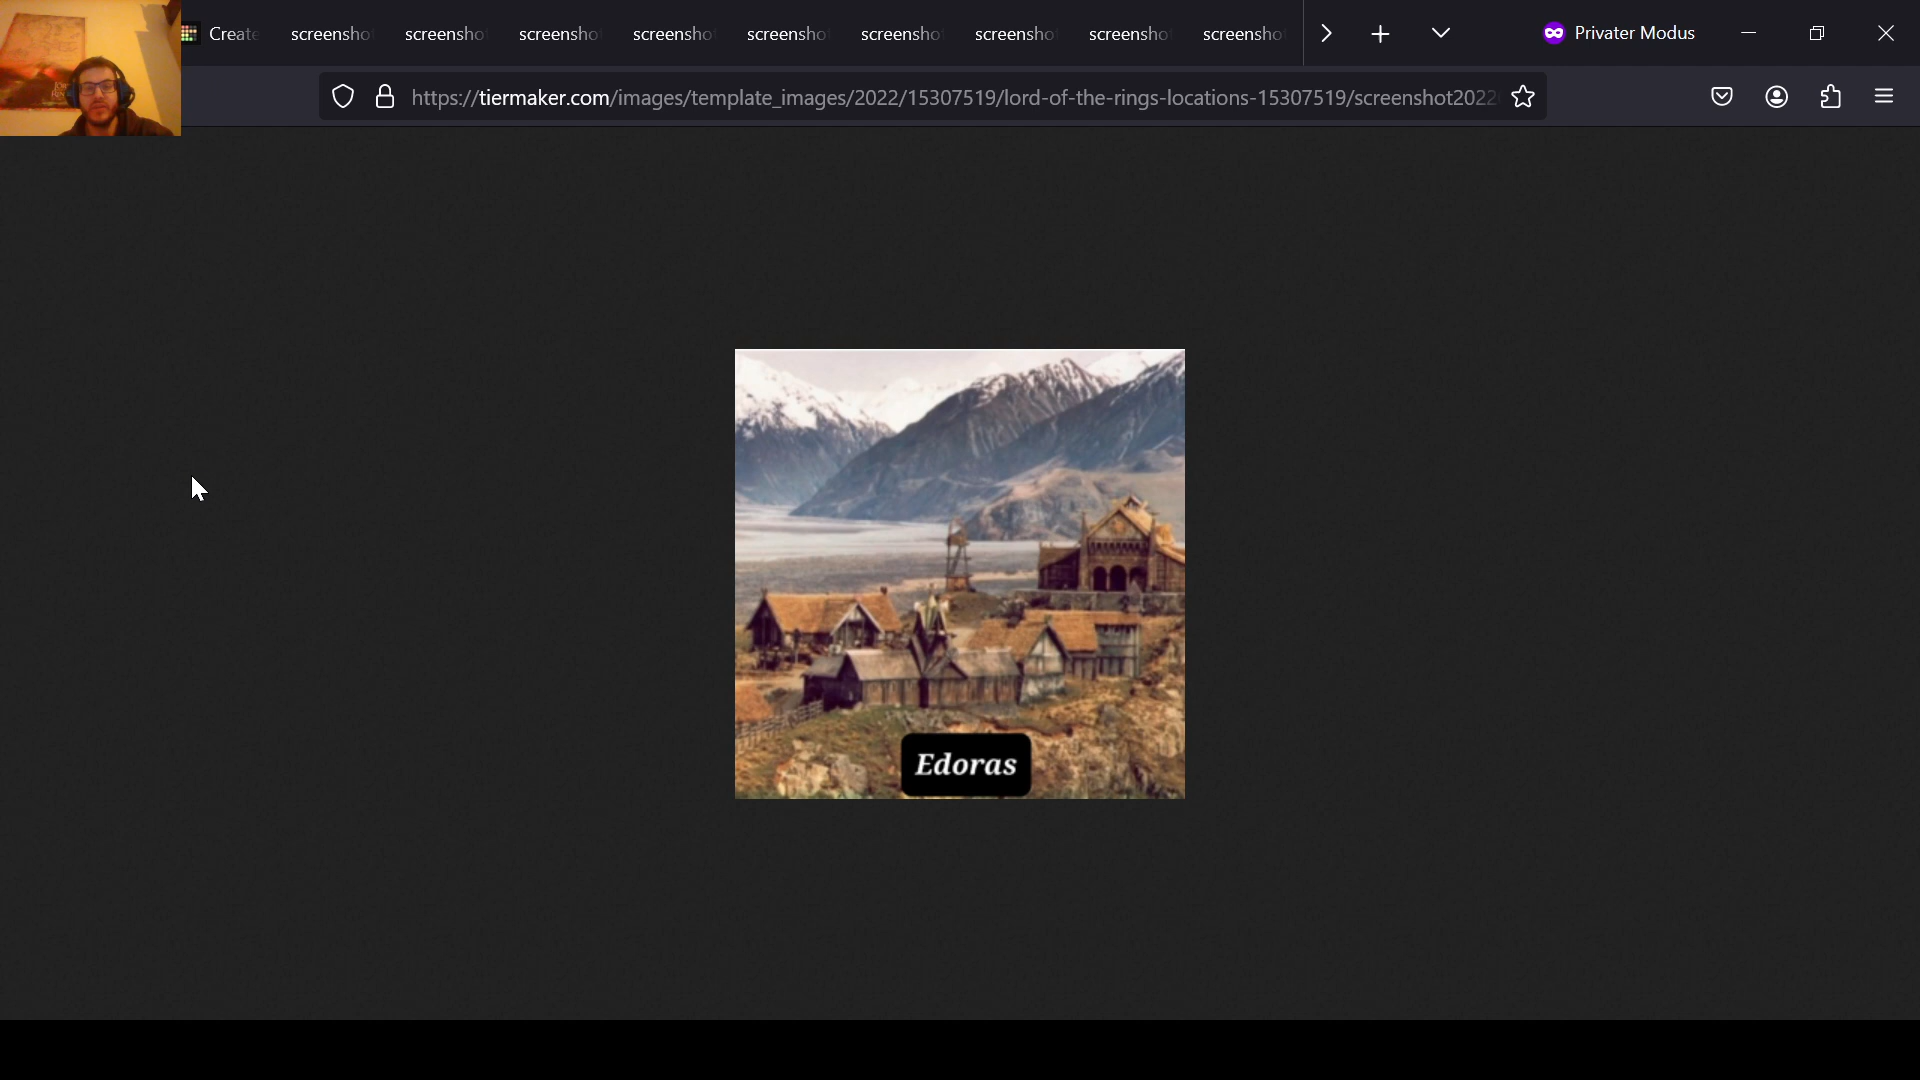 Create
screensho
screensho
screensho
screensho
screensho
screensho
screensho
screensho
screensho
Privater Modus
https://tiermaker.com/images/template_images/2022/15307519/lord-of-the-rings-locations-15307519/screenshot2022
Edoras